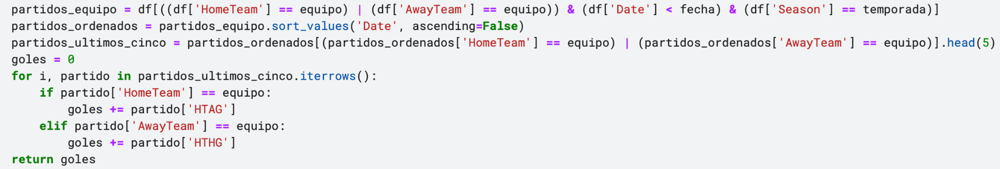 partidos_equipo = df[((df['HomeTeam'] == equipo) | (df['AwayTeam'] == equipo)) & (df['Date'] < fecha) & (df['Season'] == temporada)]
partidos_ordenados = partidos_equipo.sort_values('Date', ascending=False)
partidos_ultimos_cinco = partidos_ordenados[(partidos_ordenados['HomeTeam'] == equipo) | (partidos_ordenados['AwayTeam'] == equipo)].head(5)
goles = 0
for i, partido in partidos_ultimos_cinco.iterrows():
    if partido['HomeTeam'] == equipo:
        goles += partido['HTAG']
    elif partido['AwayTeam'] == equipo:
        goles += partido['HTHG']
return goles